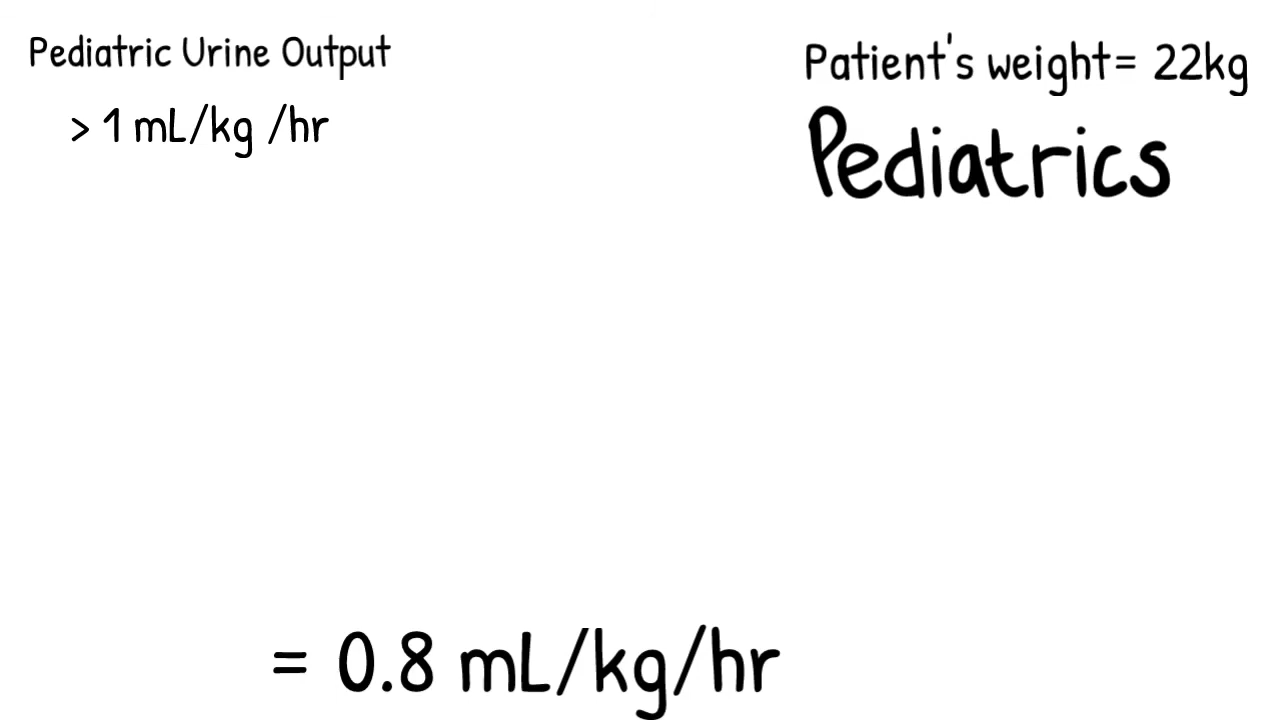 Pediatric Urine Output
> 1 mL/kg /hr
Patient's weight= 22kg
Pediatrics
= 0.8 mL/kg/hr